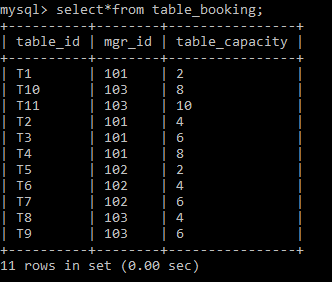 mysql> select*from table_booking;
+----------+--------+----------------+
| table_id | mgr_id | table_capacity |
+----------+--------+----------------+
| T1       | 101    | 2              |
| T10      | 103    | 8              |
| T11      | 103    | 10             |
| T2       | 101    | 4              |
| T3       | 101    | 6              |
| T4       | 101    | 8              |
| T5       | 102    | 2              |
| T6       | 102    | 4              |
| T7       | 102    | 6              |
| T8       | 103    | 4              |
| T9       | 103    | 6              |
+----------+--------+----------------+
11 rows in set (0.00 sec)